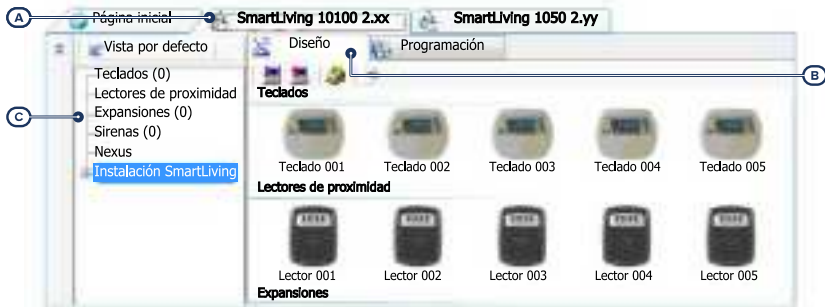 A Página inicial SmartLiving 10100 2.xx SmartLiving 1050 2.yy
Vista por defecto Diseño Programación
B
Teclados (0)
Lectores de proximidad
C Expansiones (0)
Sirenas (0)
Nexus
Instalación SmartLiving
Teclados
Teclado 001 Teclado 002 Teclado 003 Teclado 004 Teclado 005
Lectores de proximidad
Lector 001 Lector 002 Lector 003 Lector 004 Lector 005
Expansiones